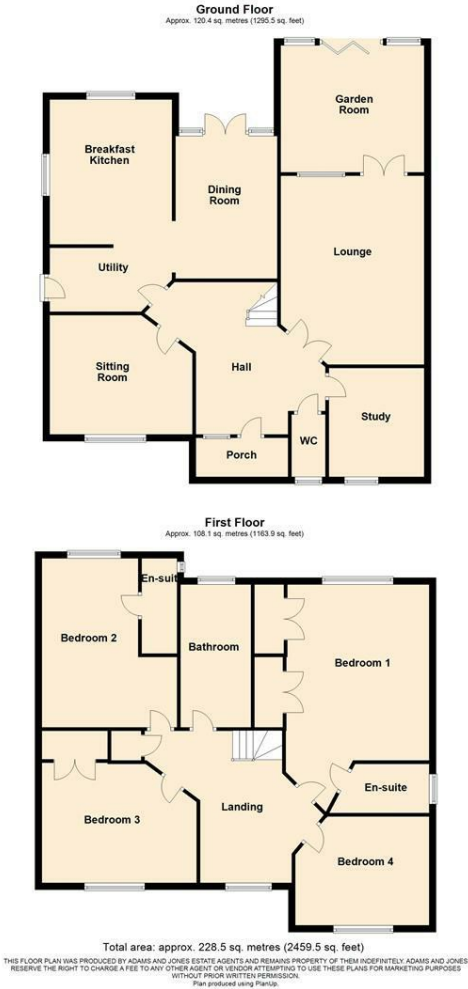 Ground Floor
Approx. 120.4 sq. metres (1295.5 sq. feet)
Garden
Room
Breakfast
Kitchen
Dining
Room
Lounge
Utility
Sitting
Room
Hall
Study
WC
Porch
First Floor
Approx. 108.1 sq. metres (1163.9 sq. feet)
En-suit
Bedroom 2
Bathroom
Bedroom 1
En-suite
Landing
Bedroom 3
Bedroom 4
Total area: approx. 228.5 sq. metres (2459.5 sq. feet)
THIS FLOOR PLAN WAS PRODUCED BY ADAMS AND JONES ESTATE AGENTS AND REMAINS PROPERTY OF THEM INDEFINITELY. ADAMS AND JONES
RESERVE THE RIGHT TO CHARGE A FEE TO ANY OTHER AGENT OR VENDOR ATTEMPTING TO USE THESE PLANS FOR MARKETING PURPOSES
WITHOUT PRIOR WRITTEN PERMISSION.
Plan produced using PlanUp.